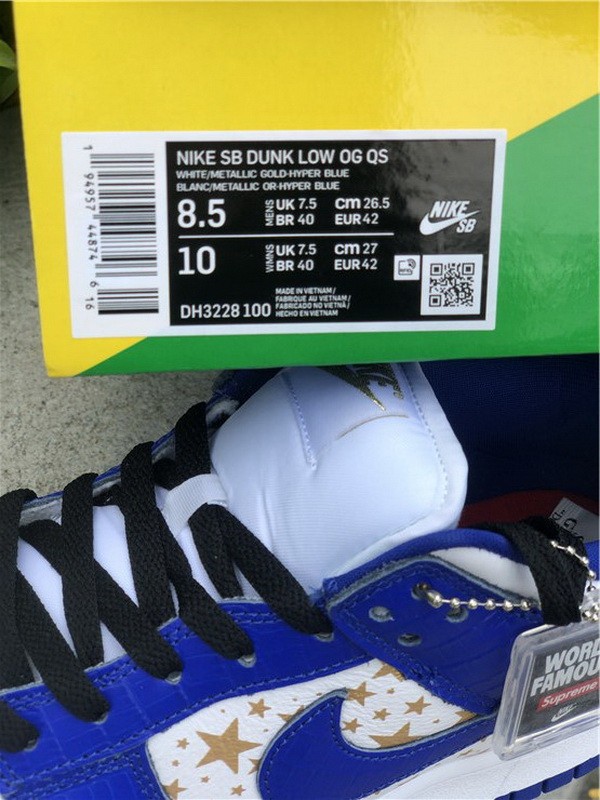 NIKE SB DUNK LOW OG QS
WHITE/METALLIC GOLD-HYPER BLUE
BLANC/METALLIC OR-HYPER BLUE
8.5
MENS
UK 7.5 cm 26.5
BR 40 EUR 42
10
WMNS
UK 7.5 cm 27
BR 40 EUR 42
DH3228 100
MADE IN VIETNAM/
FABRIQUE AU VIETNAM/
FABRICADO NO VIETNÃ/
HECHO EN VIETNAM
NIKE
SB
1 94957 44874 6 16
NIKE
WORLD
FAMOUS
Supreme